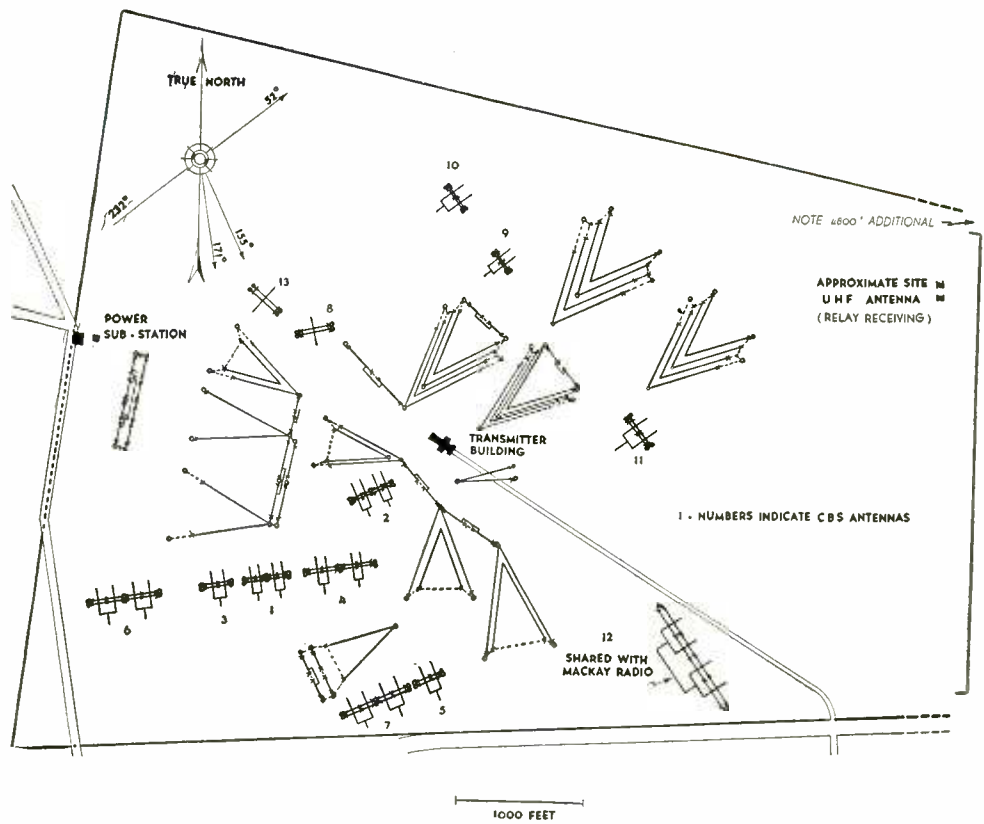 TRUE NORTH
52°
232°
155°
171°
10
9
NOTE 4800' ADDITIONAL
APPROXIMATE SITE
UHF ANTENNA
(RELAY RECEIVING)
13
8
POWER
SUB-STATION
TRANSMITTER
BUILDING
11
2
1 - NUMBERS INDICATE CBS ANTENNAS
6
3
1
4
12
SHARED WITH
MACKAY RADIO
5
7
1000 FEET